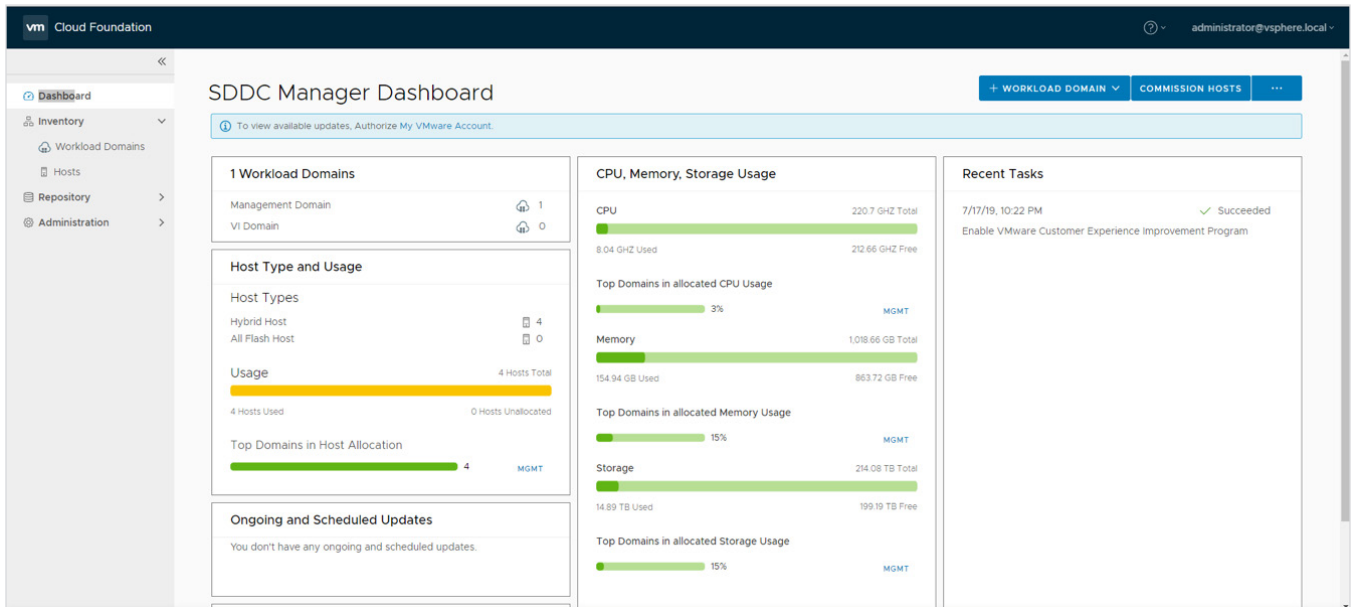 vm Cloud Foundation
administrator@vsphere.local
Dashboard
Inventory
Workload Domains
Hosts
Repository
Administration
SDDC Manager Dashboard
+ WORKLOAD DOMAIN
COMMISSION HOSTS
...
To view available updates, Authorize My VMware Account.
1 Workload Domains
Management Domain 1
VI Domain 0
Host Type and Usage
Host Types
Hybrid Host 4
All Flash Host 0
Usage 4 Hosts Total
4 Hosts Used 0 Hosts Unallocated
Top Domains in Host Allocation
4 MGMT
Ongoing and Scheduled Updates
You don't have any ongoing and scheduled updates.
CPU, Memory, Storage Usage
CPU 220.7 GHZ Total
8.04 GHZ Used 212.66 GHZ Free
Top Domains in allocated CPU Usage
3% MGMT
Memory 1,018.66 GB Total
154.94 GB Used 863.72 GB Free
Top Domains in allocated Memory Usage
15% MGMT
Storage 214.08 TB Total
14.89 TB Used 199.19 TB Free
Top Domains in allocated Storage Usage
15% MGMT
Recent Tasks
7/17/19, 10:22 PM Succeeded
Enable VMware Customer Experience Improvement Program